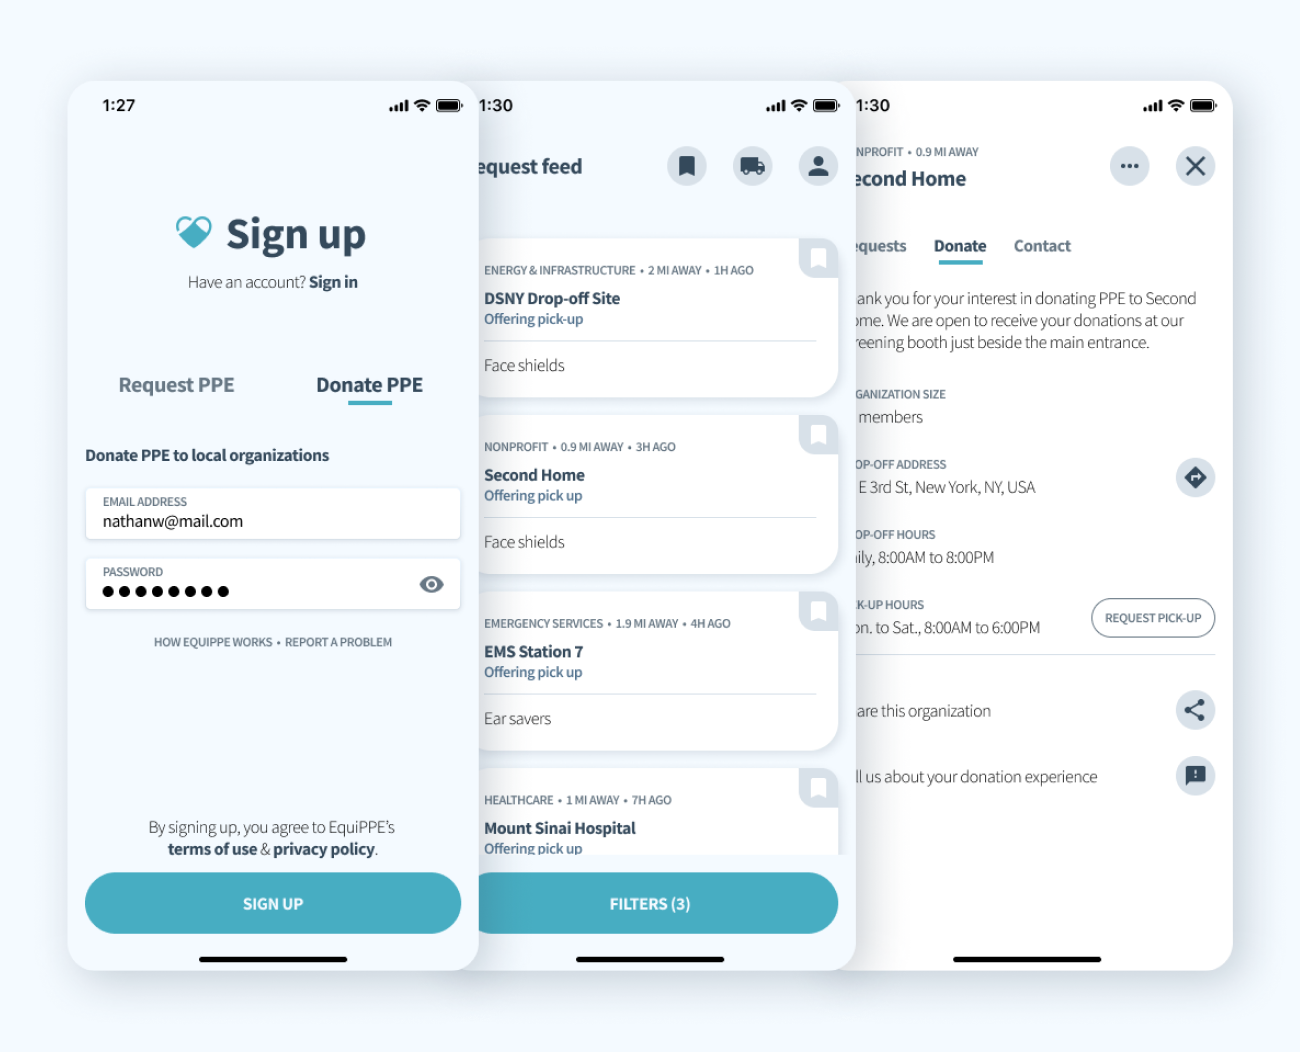 1:27
Sign up
Have an account? Sign in
Request PPE
Donate PPE
Donate PPE to local organizations
EMAIL ADDRESS
nathanw@mail.com
PASSWORD
HOW EQUIPPE WORKS • REPORT A PROBLEM
By signing up, you agree to EquiPPE's
terms of use & privacy policy.
SIGN UP
1:30
equest feed
ENERGY & INFRASTRUCTURE • 2 MI AWAY • 1H AGO
DSNY Drop-off Site
Offering pick-up
Face shields
NONPROFIT • 0.9 MI AWAY • 3H AGO
Second Home
Offering pick up
Face shields
EMERGENCY SERVICES • 1.9 MI AWAY • 4H AGO
EMS Station 7
Offering pick up
Ear savers
HEALTHCARE • 1 MI AWAY • 7H AGO
Mount Sinai Hospital
Offering pick up
FILTERS (3)
1:30
NPROFIT • 0.9 MI AWAY
econd Home
equests
Donate
Contact
ank you for your interest in donating PPE to Second
ome. We are open to receive your donations at our
reening booth just beside the main entrance.
GANIZATION SIZE
members
OP-OFF ADDRESS
E 3rd St, New York, NY, USA
OP-OFF HOURS
ily, 8:00AM to 8:00PM
K-UP HOURS
on. to Sat., 8:00AM to 6:00PM
REQUEST PICK-UP
are this organization
ll us about your donation experience